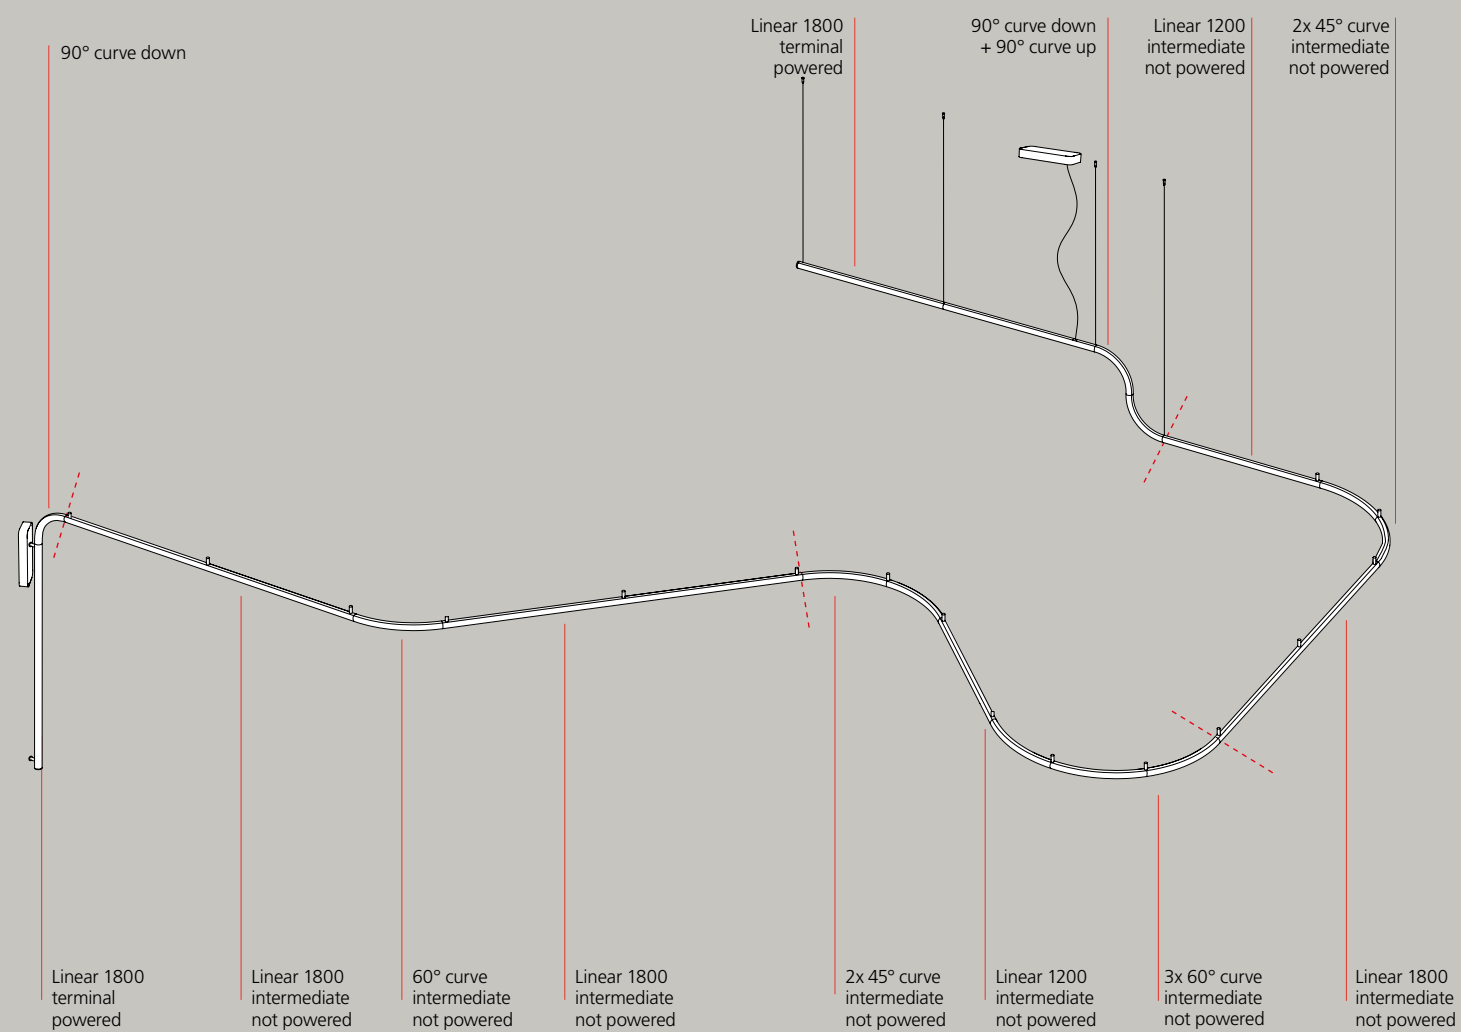 90° curve down
Linear 1800
terminal
powered
90° curve down
+ 90° curve up
Linear 1200
intermediate
not powered
2x 45° curve
intermediate
not powered
Linear 1800
terminal
powered
Linear 1800
intermediate
not powered
60° curve
intermediate
not powered
Linear 1800
intermediate
not powered
2x 45° curve
intermediate
not powered
Linear 1200
intermediate
not powered
3x 60° curve
intermediate
not powered
Linear 1800
intermediate
not powered